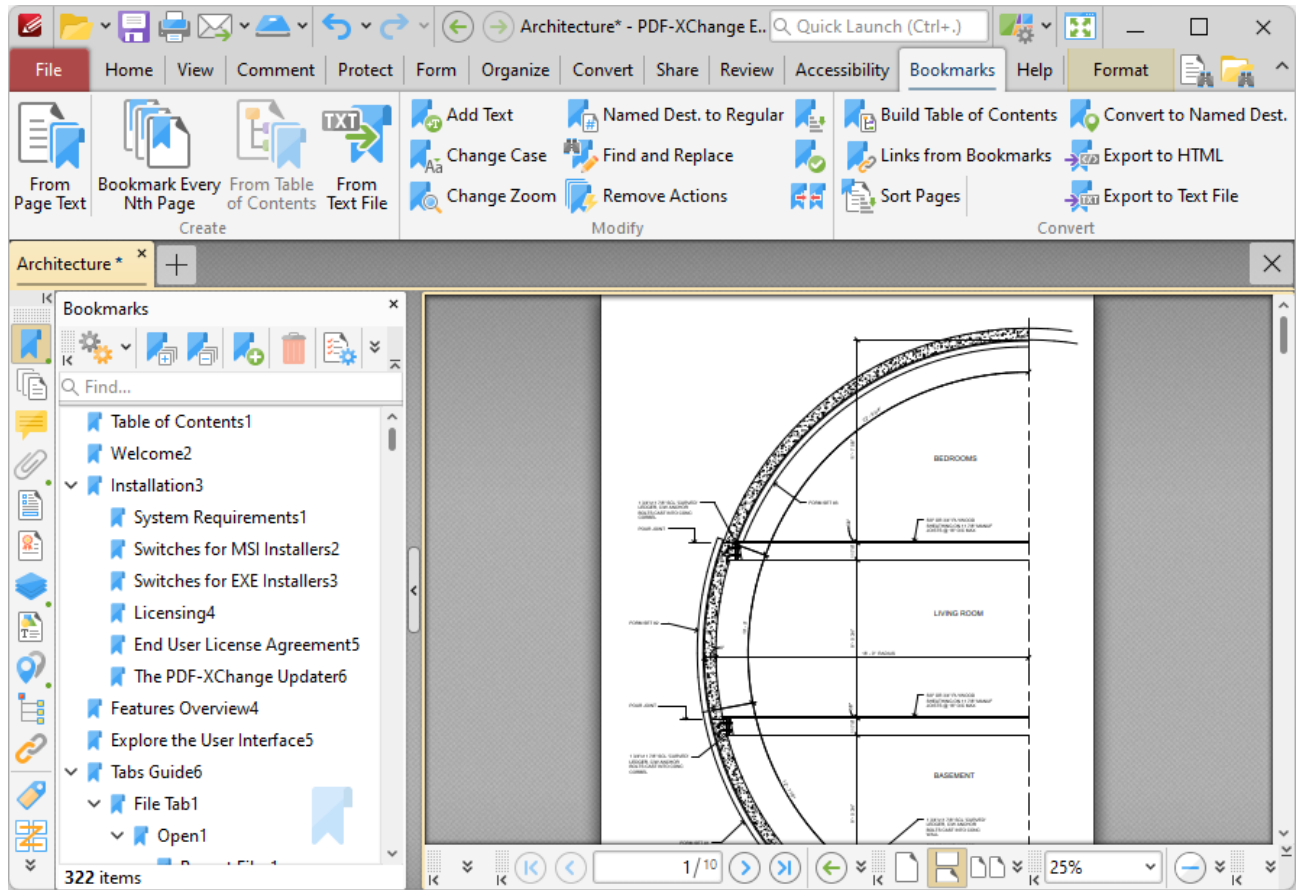 Architecture* - PDF-XChange E..
Quick Launch (Ctrl+.)
File Home View Comment Protect Form Organize Convert Share Review Accessibility Bookmarks Help Format
From Page Text
Bookmark Every Nth Page
From Table of Contents
From Text File
TXT
Create
Add Text
Change Case
Change Zoom
Named Dest. to Regular
Find and Replace
Remove Actions
Modify
Build Table of Contents
Links from Bookmarks
Sort Pages
Convert to Named Dest.
Export to HTML
Export to Text File
Convert
Architecture *
Bookmarks
Find...
Table of Contents1
Welcome2
Installation3
System Requirements1
Switches for MSI Installers2
Switches for EXE Installers3
Licensing4
End User License Agreement5
The PDF-XChange Updater6
Features Overview4
Explore the User Interface5
Tabs Guide6
File Tab1
Open1
322 items
BEDROOMS
LIVING ROOM
BASEMENT
POUR JOINT
POUR JOINT
1/10
25%